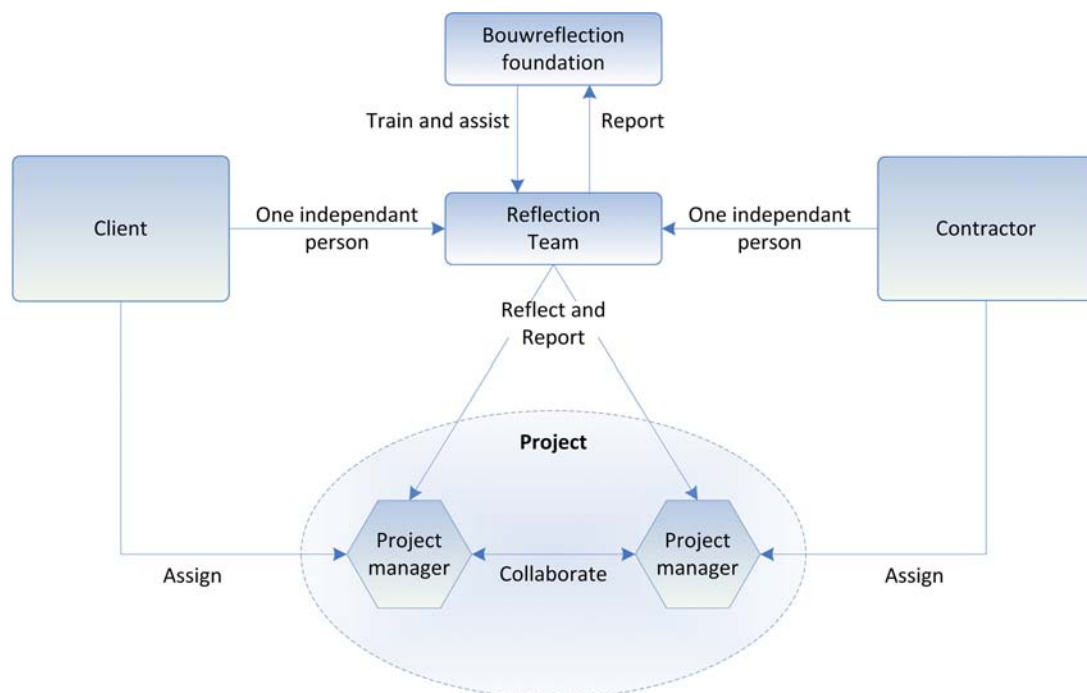 Bouwreflection
foundation
Train and assist
Report
Client
One independant
person
Reflection
Team
One independant
person
Contractor
Reflect and
Report
Project
Project
manager
Collaborate
Project
manager
Assign
Assign